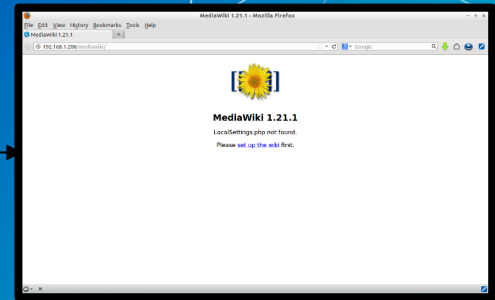 MediaWiki 1.21.1 - Mozilla Firefox
File Edit View History Bookmarks Tools Help
MediaWiki 1.21.1
192.168.1.200/mediawiki/
Google
MediaWiki 1.21.1
LocalSettings.php not found.
Please set up the wiki first.